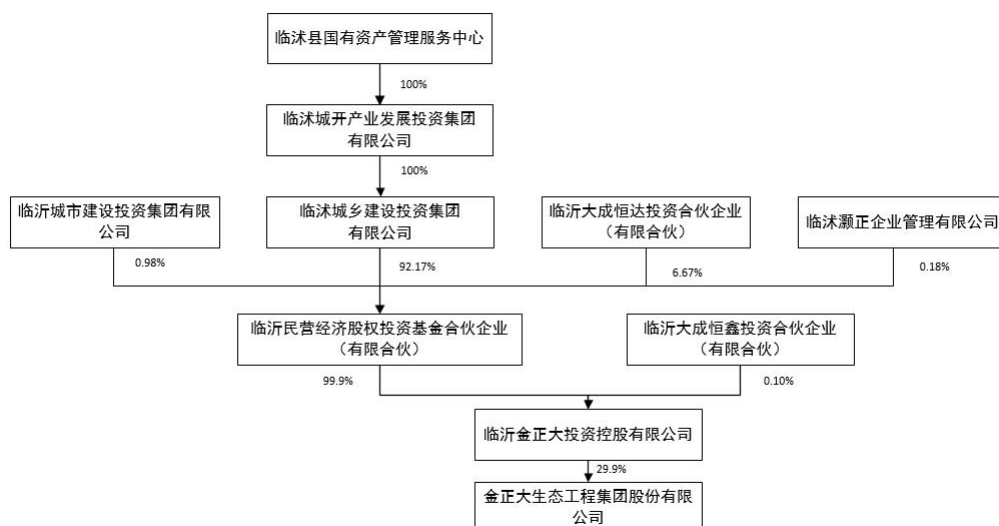 临沭县国有资产管理服务中心
100%
临沭城开产业发展投资集团
有限公司
100%
临沂城市建设投资集团有限
公司
临沭城乡建设投资集团
有限公司
临沂大成恒达投资合伙企业
（有限合伙）
临沭灏正企业管理有限公司
0.98%
92.17%
6.67%
0.18%
临沂民营经济股权投资基金合伙企业
（有限合伙）
临沂大成恒鑫投资合伙企业
（有限合伙）
99.9%
0.10%
临沂金正大投资控股有限公司
29.9%
金正大生态工程集团股份有限
公司